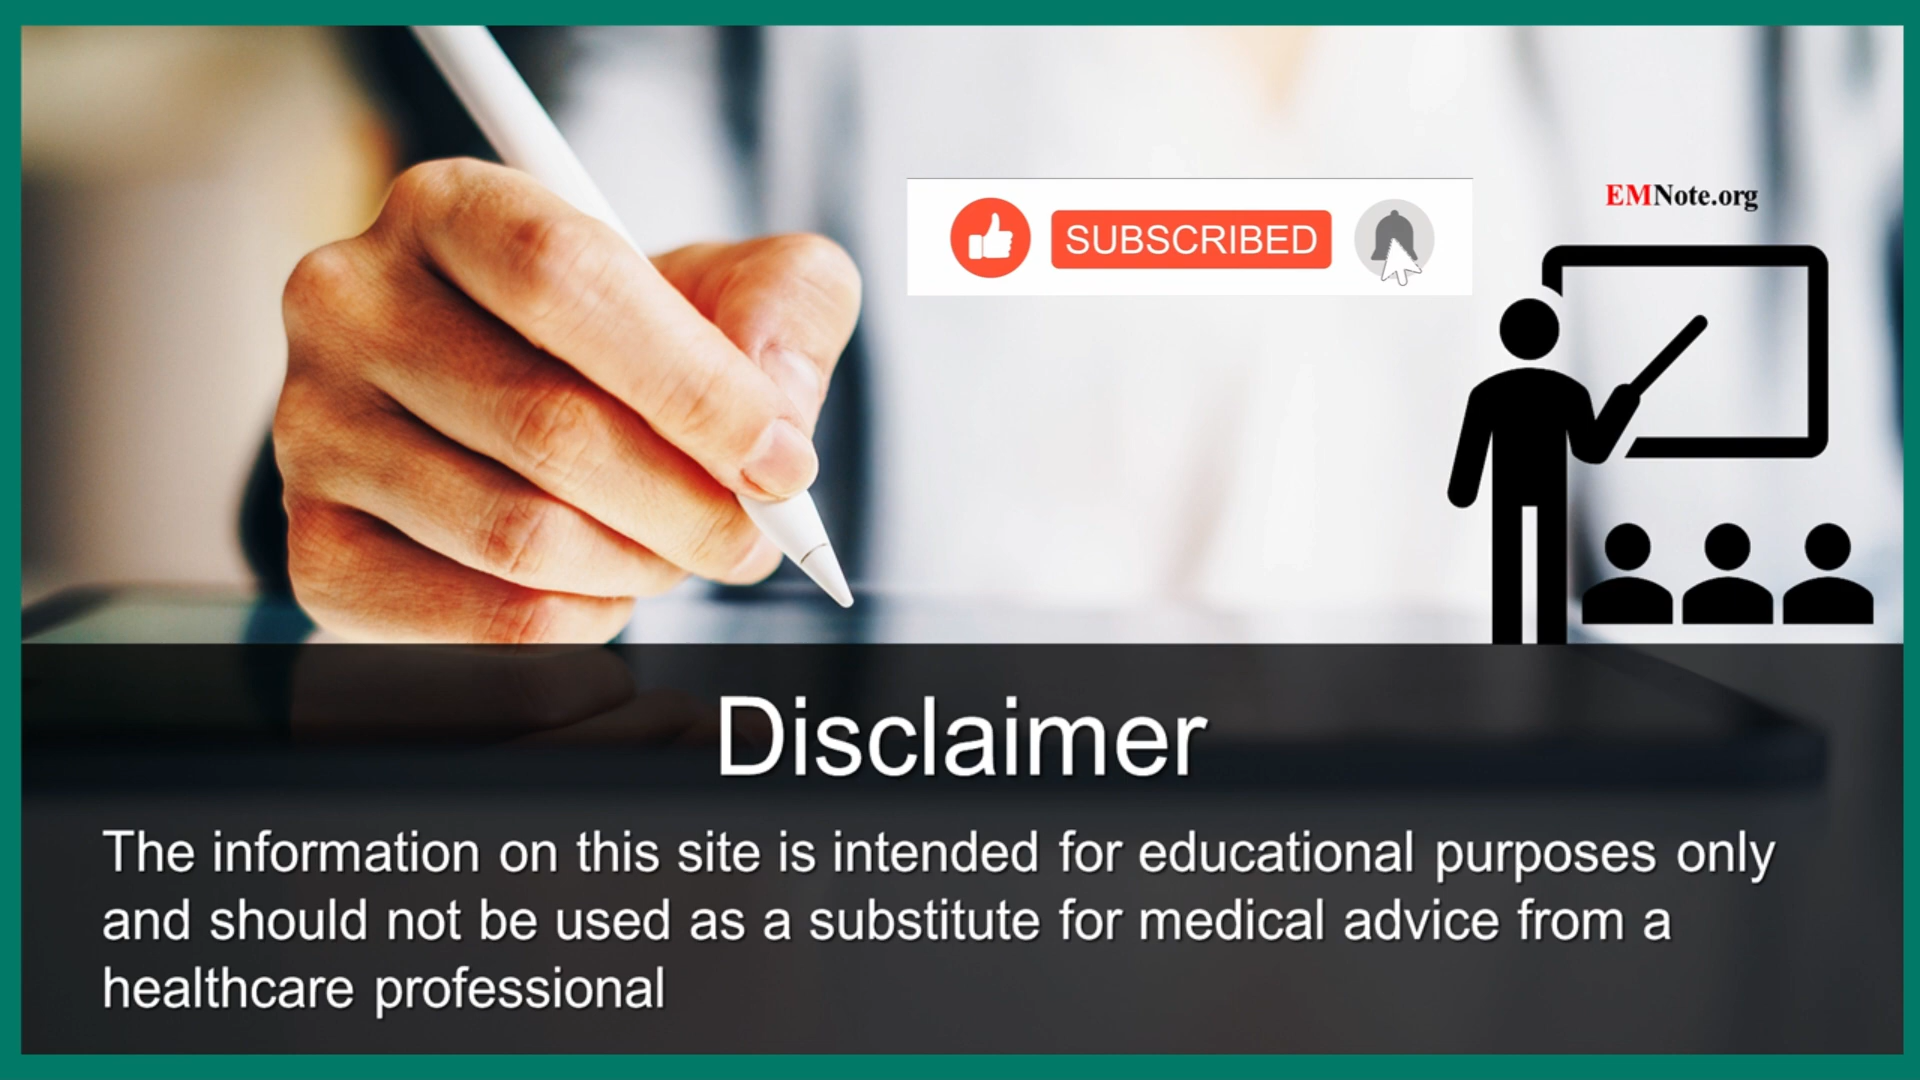 SUBSCRIBED
EMNote.org
Disclaimer
The information on this site is intended for educational purposes only
and should not be used as a substitute for medical advice from a
healthcare professional